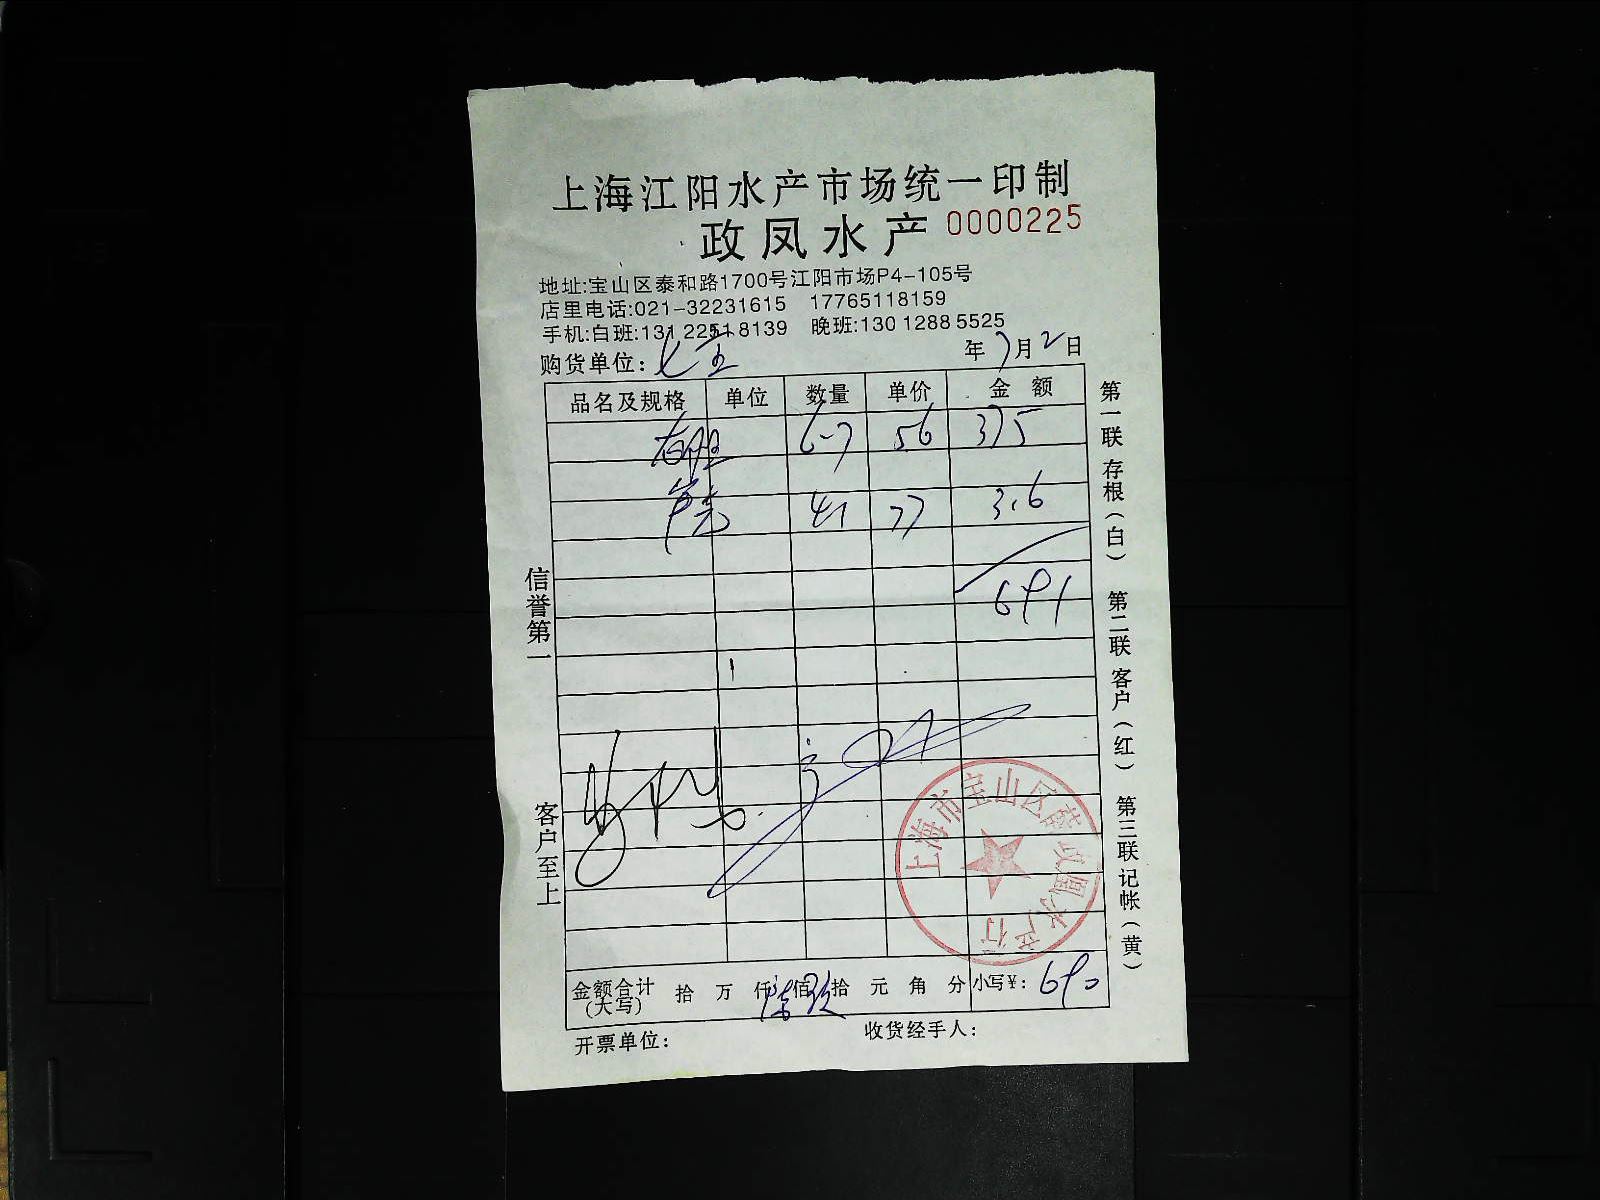 上海江阳水产市场统一印制
政凤水产 0000225
地址:宝山区泰和路1700号江阳市场P4-105号
店里电话:021-32231615 17765118159
手机:白班:131 2251 8139 晚班:130 1288 5525
购货单位: 七五 年 7 月 2 日
品名及规格 单位 数量 单价 金额
6-7 56 375
41 77 316
691
信誉第一
客户至上
第一联 存根(白) 第二联 客户(红) 第三联 记帐(黄)
上海市宝山区 政凤水产行
金额合计(大写) 拾 万 仟 佰 拾 元 角 分 小写¥: 690
开票单位: 收货经手人: